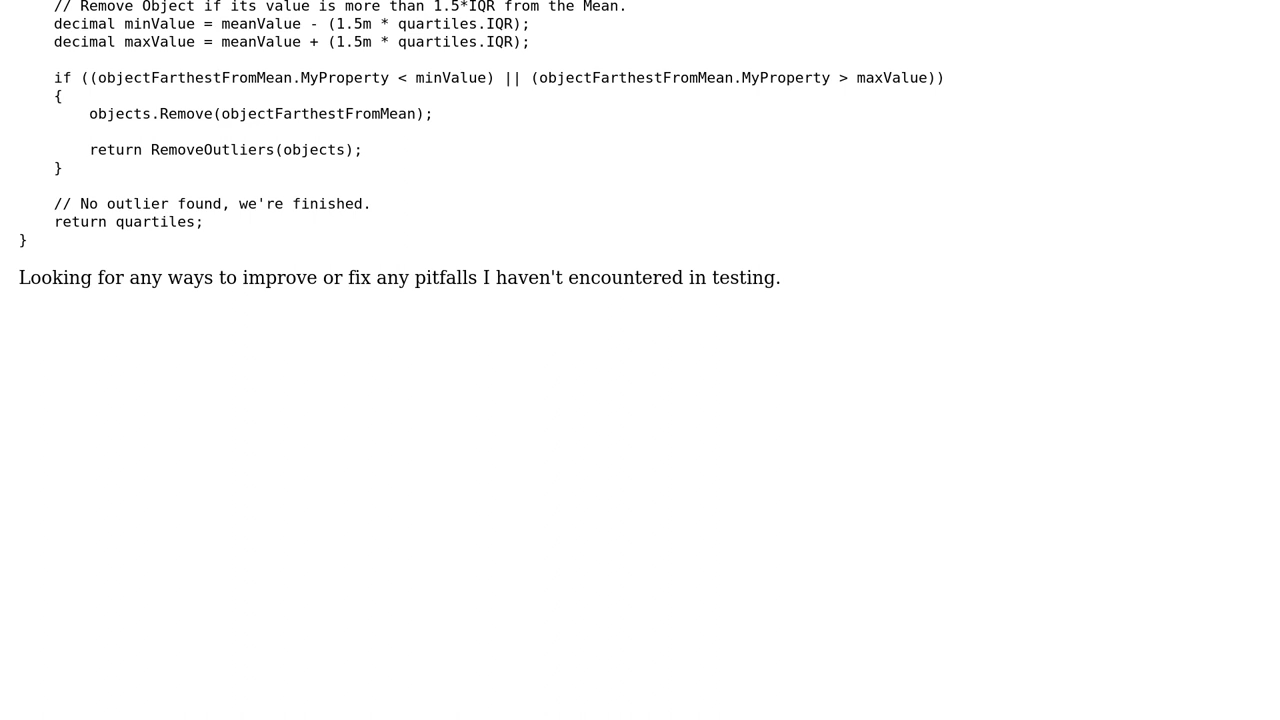 // Remove Object if its value is more than 1.5*IQR from the Mean.
decimal minValue = meanValue - (1.5m * quartiles.IQR);
decimal maxValue = meanValue + (1.5m * quartiles.IQR);
if ((objectFarthestFromMean.MyProperty < minValue) || (objectFarthestFromMean.MyProperty > maxValue))
{
objects.Remove(objectFarthestFromMean);
return RemoveOutliers(objects);
}
// No outlier found, we're finished.
return quartiles;
}
Looking for any ways to improve or fix any pitfalls I haven't encountered in testing.